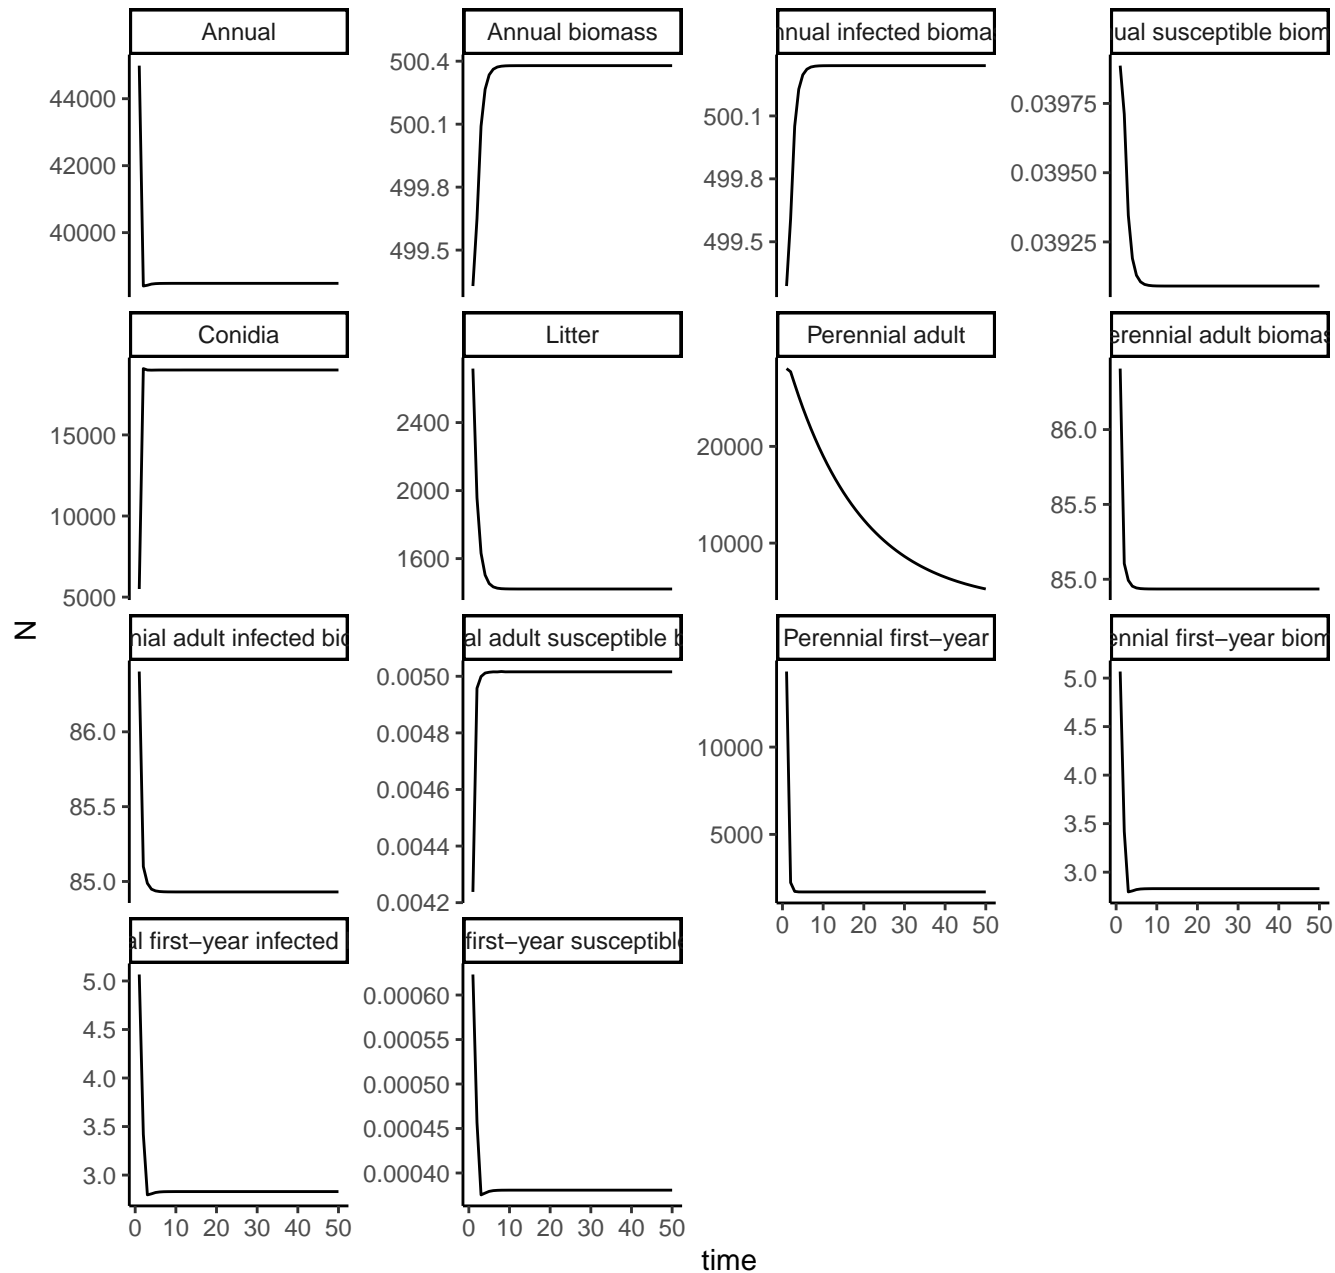 Annual
Annual biomass
nnual infected bioma
ual susceptible biom
44000
42000
40000
500.4
500.1
499.8
499.5
500.1
499.8
499.5
0.03975
0.03950
0.03925
Conidia
Litter
Perennial adult
erennial adult biomas
15000
10000
5000
2400
2000
1600
20000
10000
86.0
85.5
85.0
N
nial adult infected bio
al adult susceptible b
Perennial first−year
ennial first−year biom
86.0
85.5
85.0
0.0050
0.0048
0.0046
0.0044
0.0042
10000
5000
5.0
4.5
4.0
3.5
3.0
0 10 20 30 40 50
0 10 20 30 40 50
al first−year infected
first−year susceptible
5.0
4.5
4.0
3.5
3.0
0.00060
0.00055
0.00050
0.00045
0.00040
0 10 20 30 40 50
0 10 20 30 40 50
time